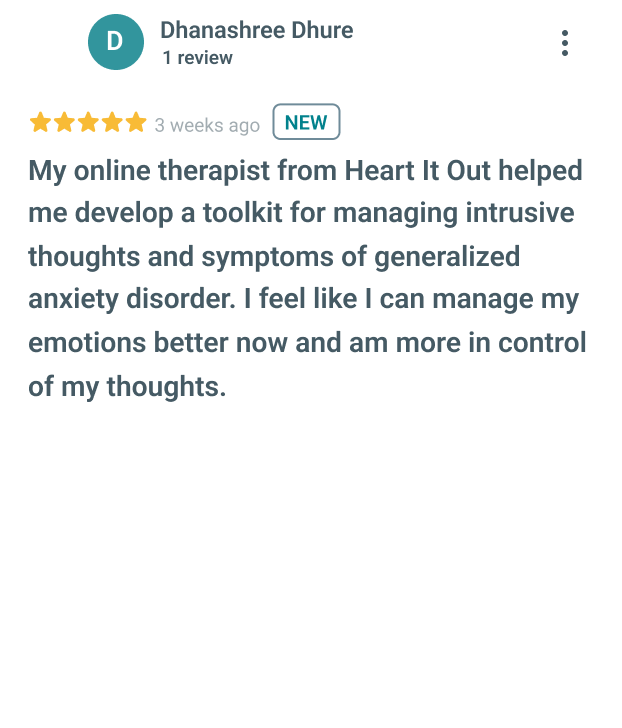 D
Dhanashree Dhure
1 review
3 weeks ago NEW
My online therapist from Heart It Out helped
me develop a toolkit for managing intrusive
thoughts and symptoms of generalized
anxiety disorder. I feel like I can manage my
emotions better now and am more in control
of my thoughts.